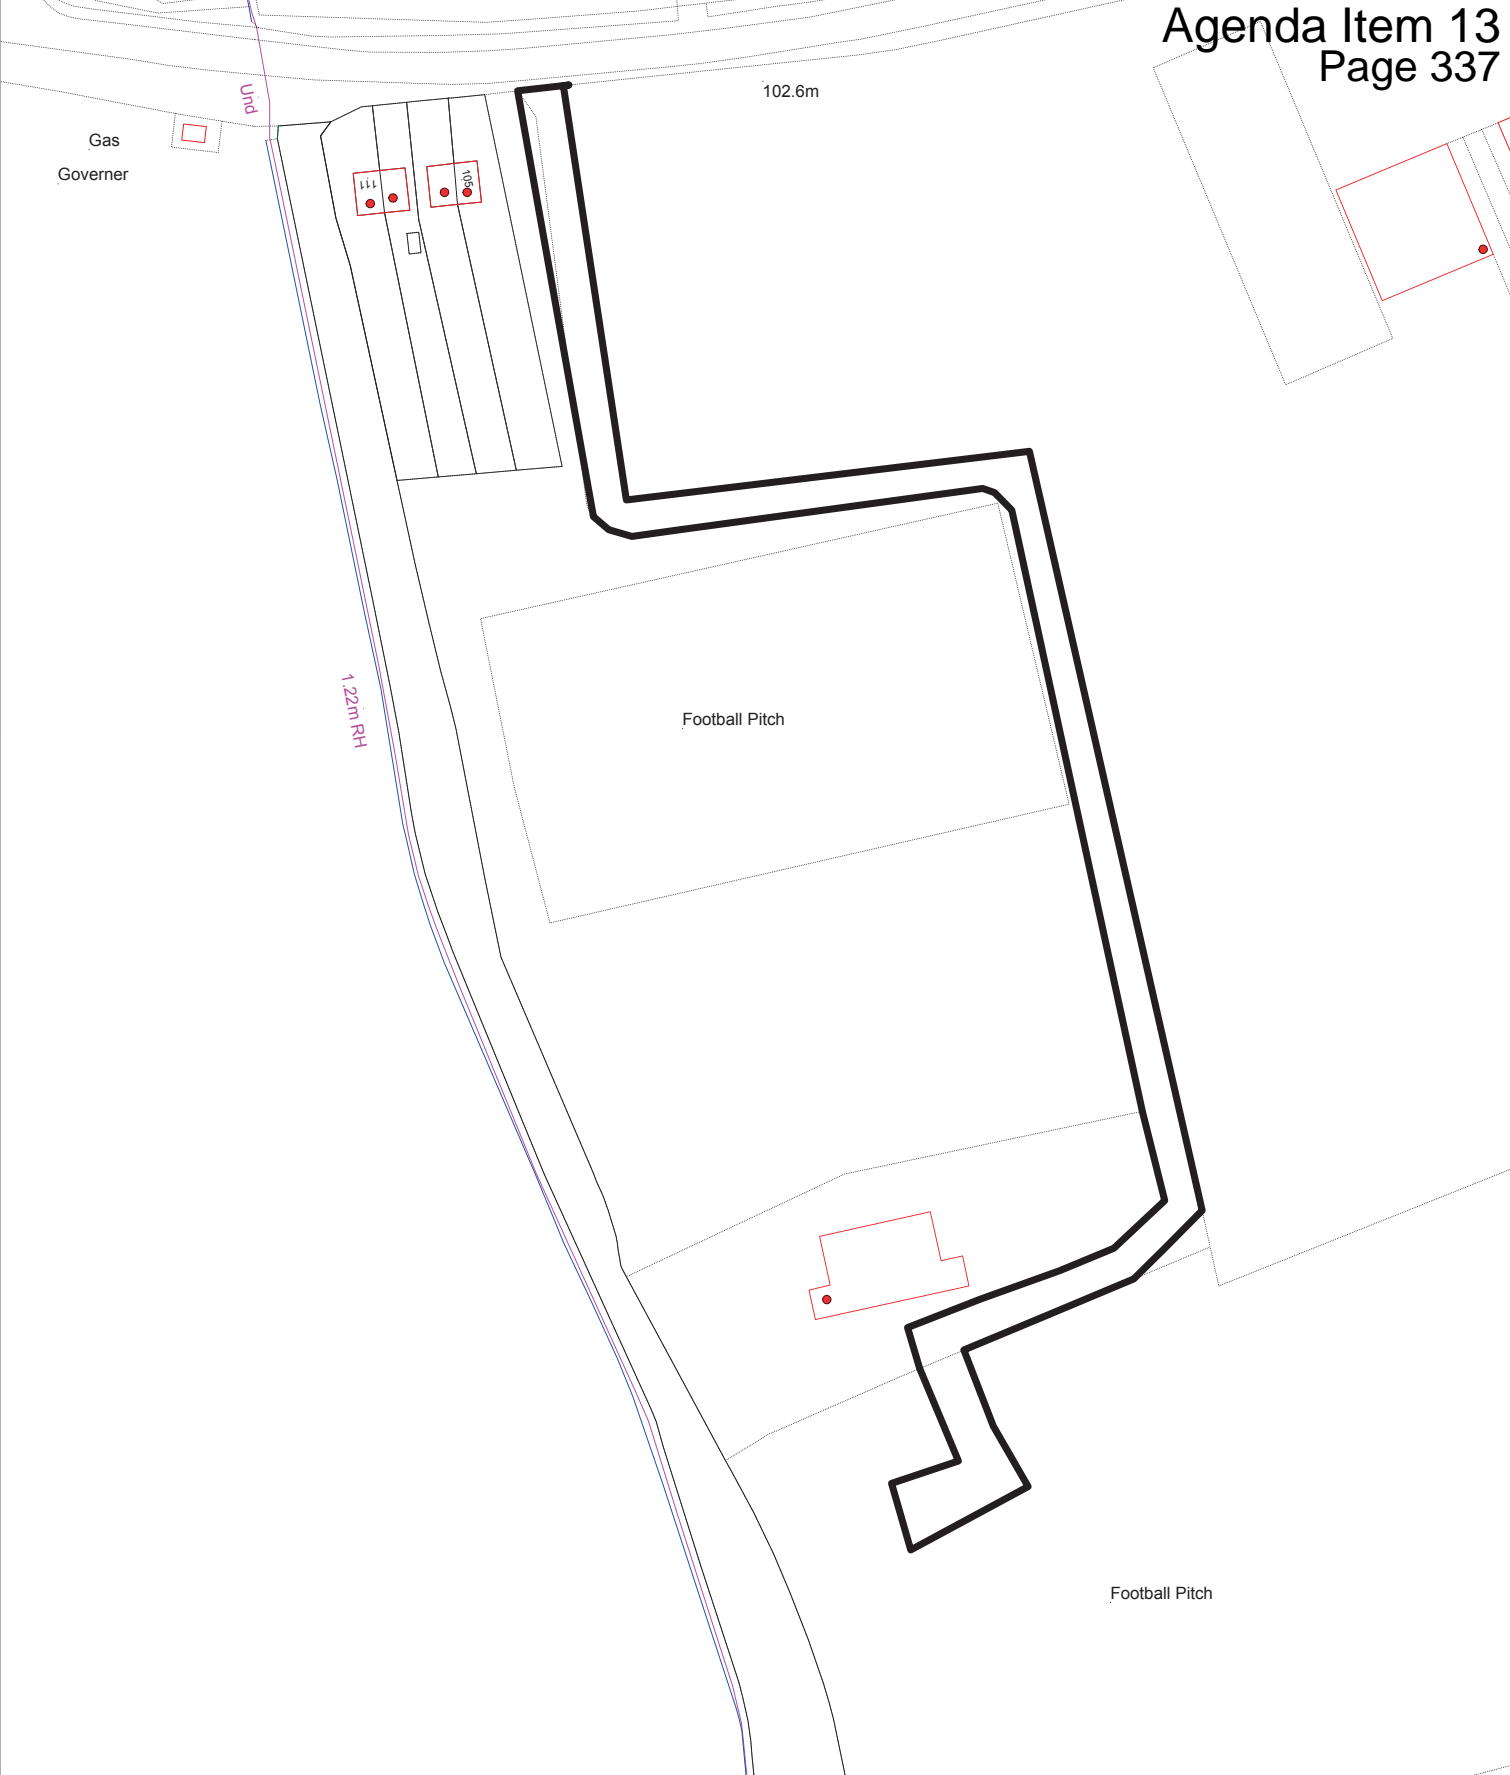 Agenda Item 13
Page 337
Und
102.6m
Gas
Governer
111
105
1.22m RH
Football Pitch
Football Pitch